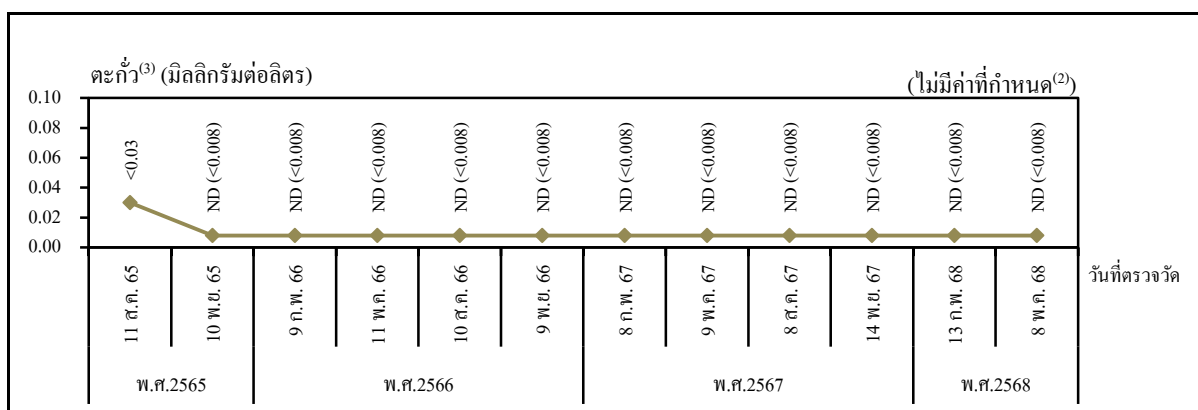 ตะกั่ว(3) (มิลลิกรัมต่อลิตร)
(ไม่มีค่าที่กำหนด(2))
0.10
0.08
0.06
0.04
0.02
0.00
<0.03
ND (<0.008)
ND (<0.008)
ND (<0.008)
ND (<0.008)
ND (<0.008)
ND (<0.008)
ND (<0.008)
ND (<0.008)
ND (<0.008)
ND (<0.008)
ND (<0.008)
11 ส.ค. 65
10 พ.ย. 65
9 ก.พ. 66
11 พ.ค. 66
10 ส.ค. 66
9 พ.ย. 66
8 ก.พ. 67
9 พ.ค. 67
8 ส.ค. 67
14 พ.ย. 67
13 ก.พ. 68
8 พ.ค. 68
วันที่ตรวจวัด
พ.ศ.2565
พ.ศ.2566
พ.ศ.2567
พ.ศ.2568